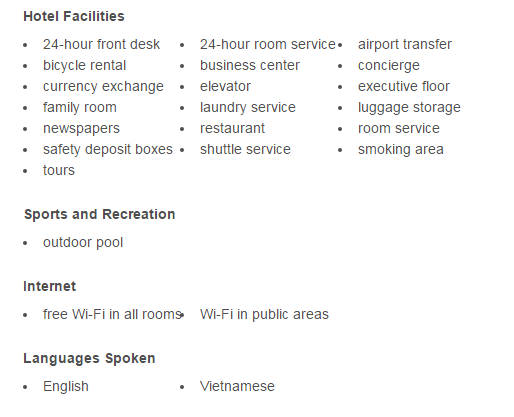 Hotel Facilities
• 24-hour front desk • 24-hour room service • airport transfer
• bicycle rental • business center • concierge
• currency exchange • elevator • executive floor
• family room • laundry service • luggage storage
• newspapers • restaurant • room service
• safety deposit boxes • shuttle service • smoking area
• tours
Sports and Recreation
• outdoor pool
Internet
• free Wi-Fi in all rooms • Wi-Fi in public areas
Languages Spoken
• English • Vietnamese